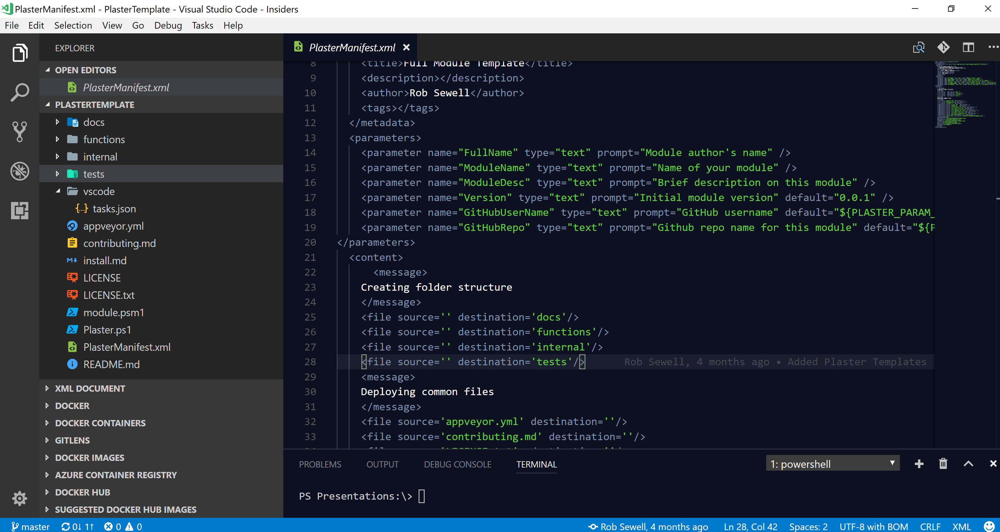 PlasterManifest.xml - PlasterTemplate - Visual Studio Code - Insiders
File Edit Selection View Go Debug Tasks Help
EXPLORER
OPEN EDITORS
PlasterManifest.xml
PLASTERTEMPLATE
docs
functions
internal
tests
vscode
{...} tasks.json
appveyor.yml
contributing.md
install.md
LICENSE
LICENSE.txt
module.psm1
Plaster.ps1
PlasterManifest.xml
README.md
XML DOCUMENT
DOCKER
DOCKER CONTAINERS
GITLENS
DOCKER IMAGES
AZURE CONTAINER REGISTRY
DOCKER HUB
SUGGESTED DOCKER HUB IMAGES
PlasterManifest.xml
8 <title>Full Module Template</title>
9 <description></description>
10 <author>Rob Sewell</author>
11 <tags></tags>
12 </metadata>
13 <parameters>
14 <parameter name="FullName" type="text" prompt="Module author's name" />
15 <parameter name="ModuleName" type="text" prompt="Name of your module" />
16 <parameter name="ModuleDesc" type="text" prompt="Brief description on this module" />
17 <parameter name="Version" type="text" prompt="Initial module version" default="0.0.1" />
18 <parameter name="GitHubUserName" type="text" prompt="GitHub username" default="${PLASTER_PARAM_
19 <parameter name="GitHubRepo" type="text" prompt="Github repo name for this module" default="${P
20 </parameters>
21 <content>
22 <message>
23 Creating folder structure
24 </message>
25 <file source='' destination='docs'/>
26 <file source='' destination='functions'/>
27 <file source='' destination='internal'/>
28 <file source='' destination='tests'/> Rob Sewell, 4 months ago • Added Plaster Templates
29 <message>
30 Deploying common files
31 </message>
32 <file source='appveyor.yml' destination=''/>
33 <file source='contributing.md' destination=''/>
PROBLEMS OUTPUT DEBUG CONSOLE TERMINAL 1: powershell
PS Presentations:\>
master 0↓ 1↑ 0 0 Rob Sewell, 4 months ago Ln 28, Col 42 Spaces: 2 UTF-8 with BOM CRLF XML